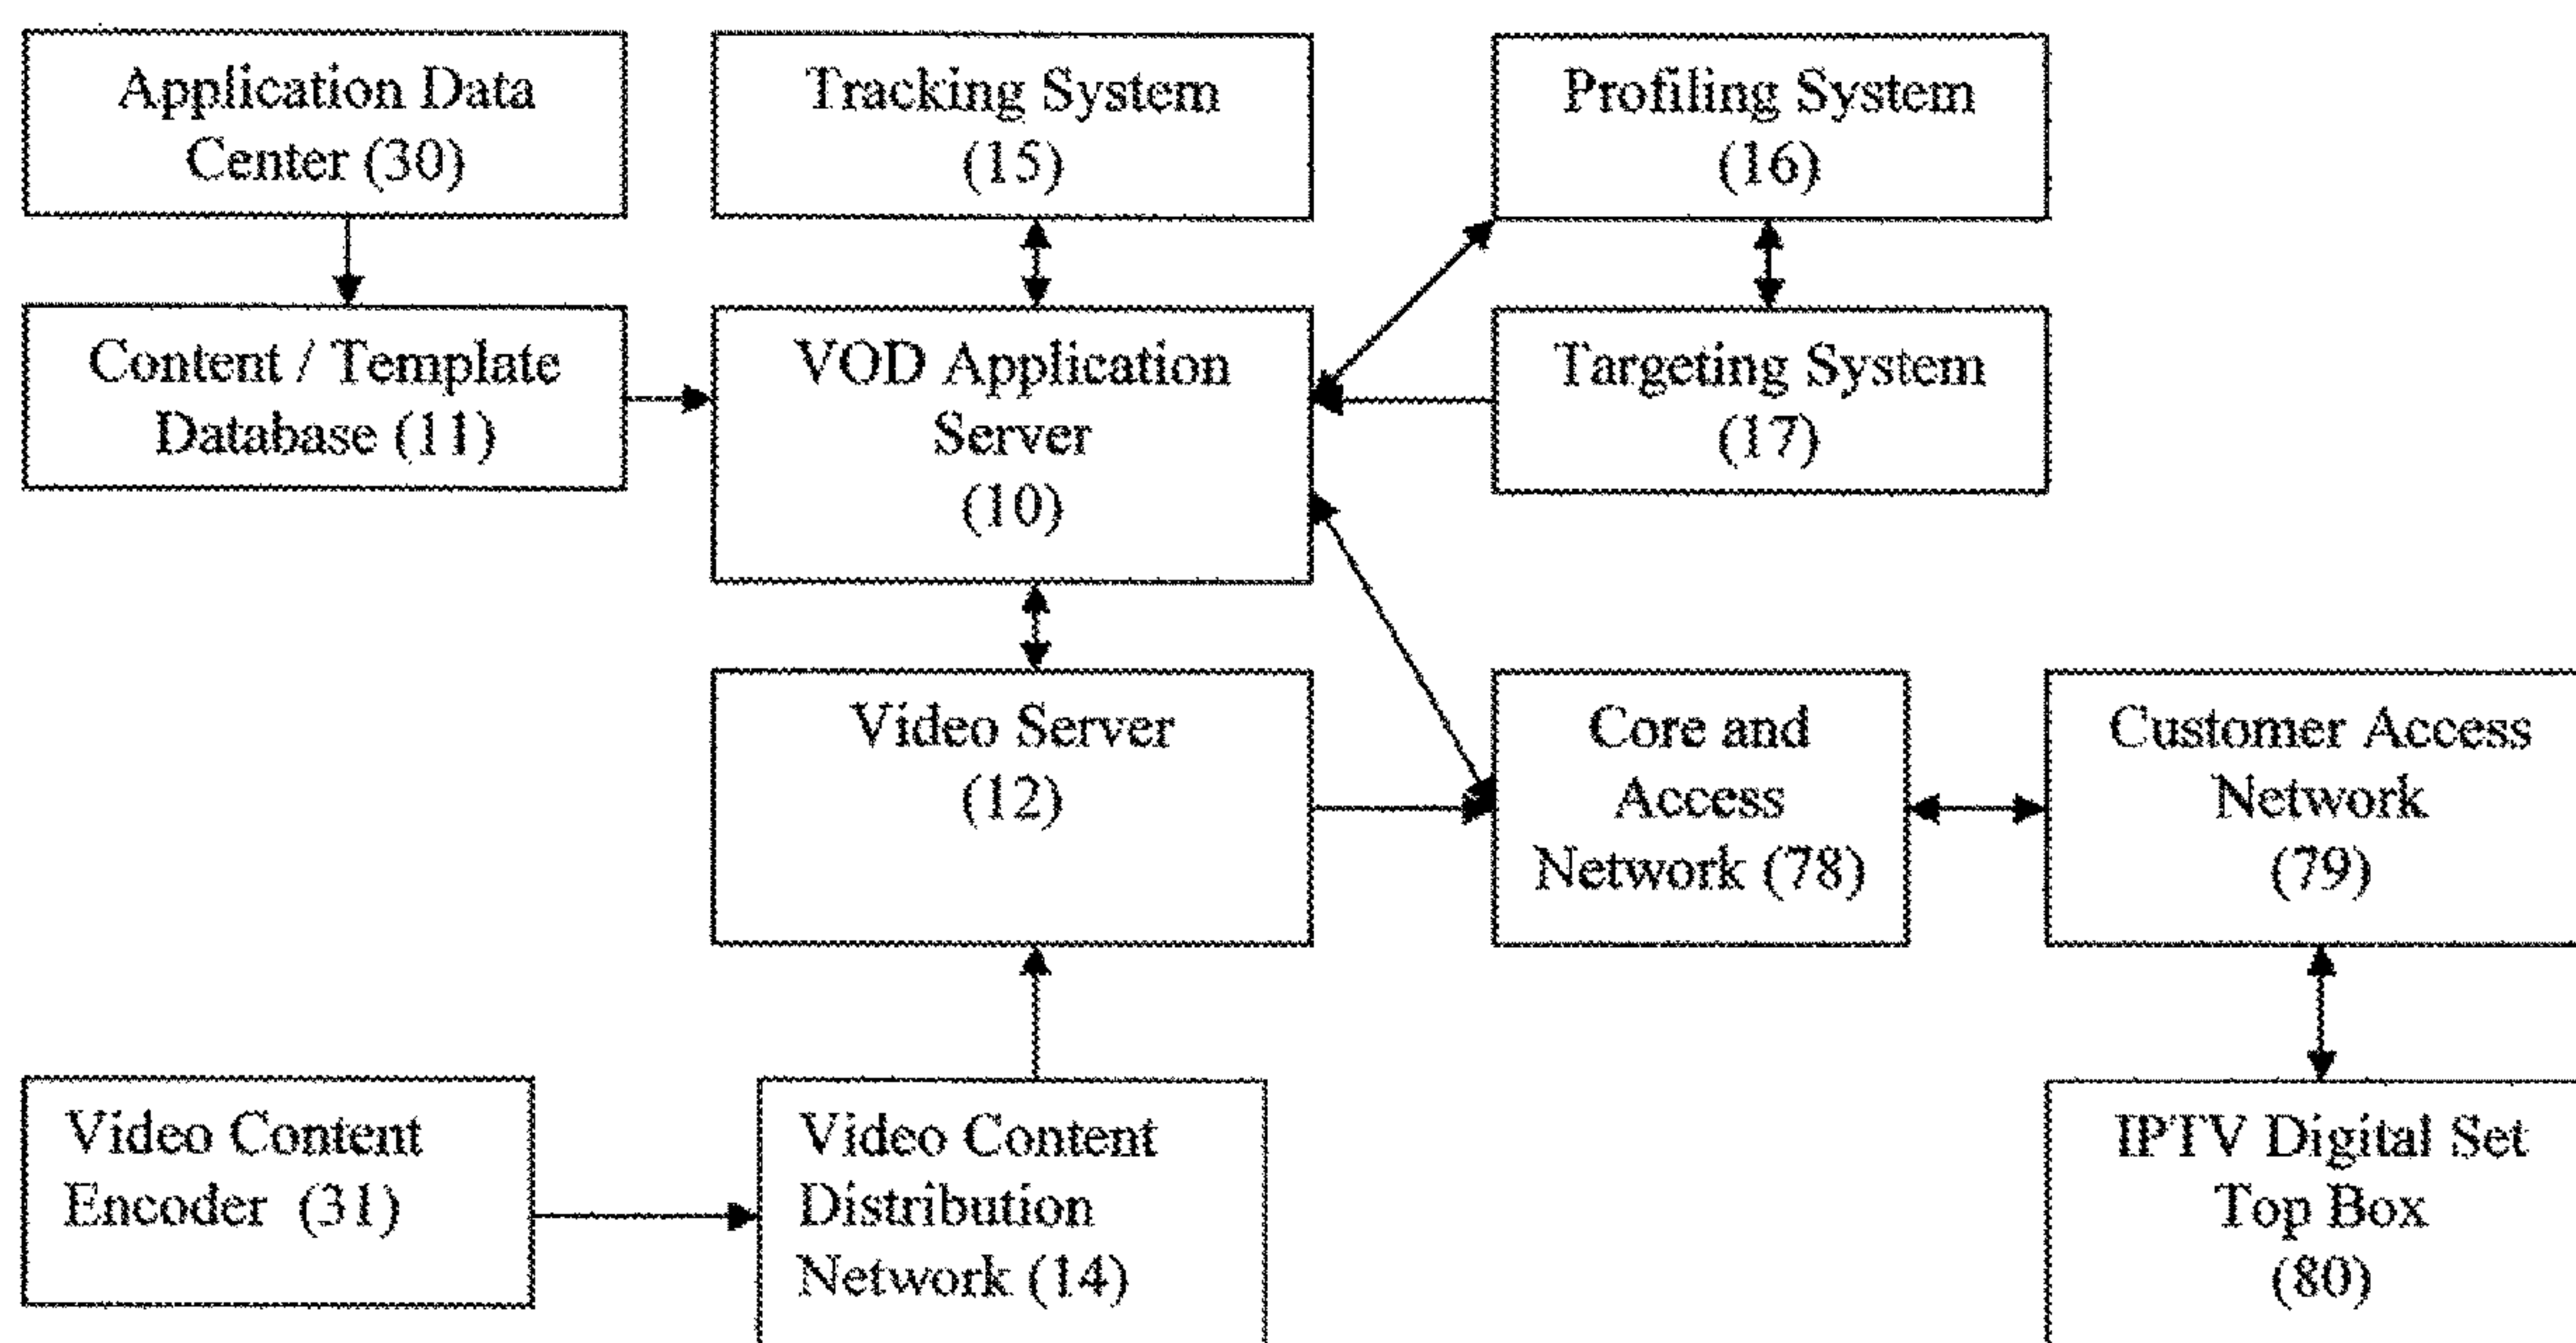 Application Data
Center (30)
Tracking System
(15)
Profiling System
(16)
Content / Template
Database (11)
VOD Application
Server
(10)
Targeting System
(17)
Video Server
(12)
Core and
Access
Network (78)
Customer Access
Network
(79)
Video Content
Encoder (31)
Video Content
Distribution
Network (14)
IPTV Digital Set
Top Box
(80)